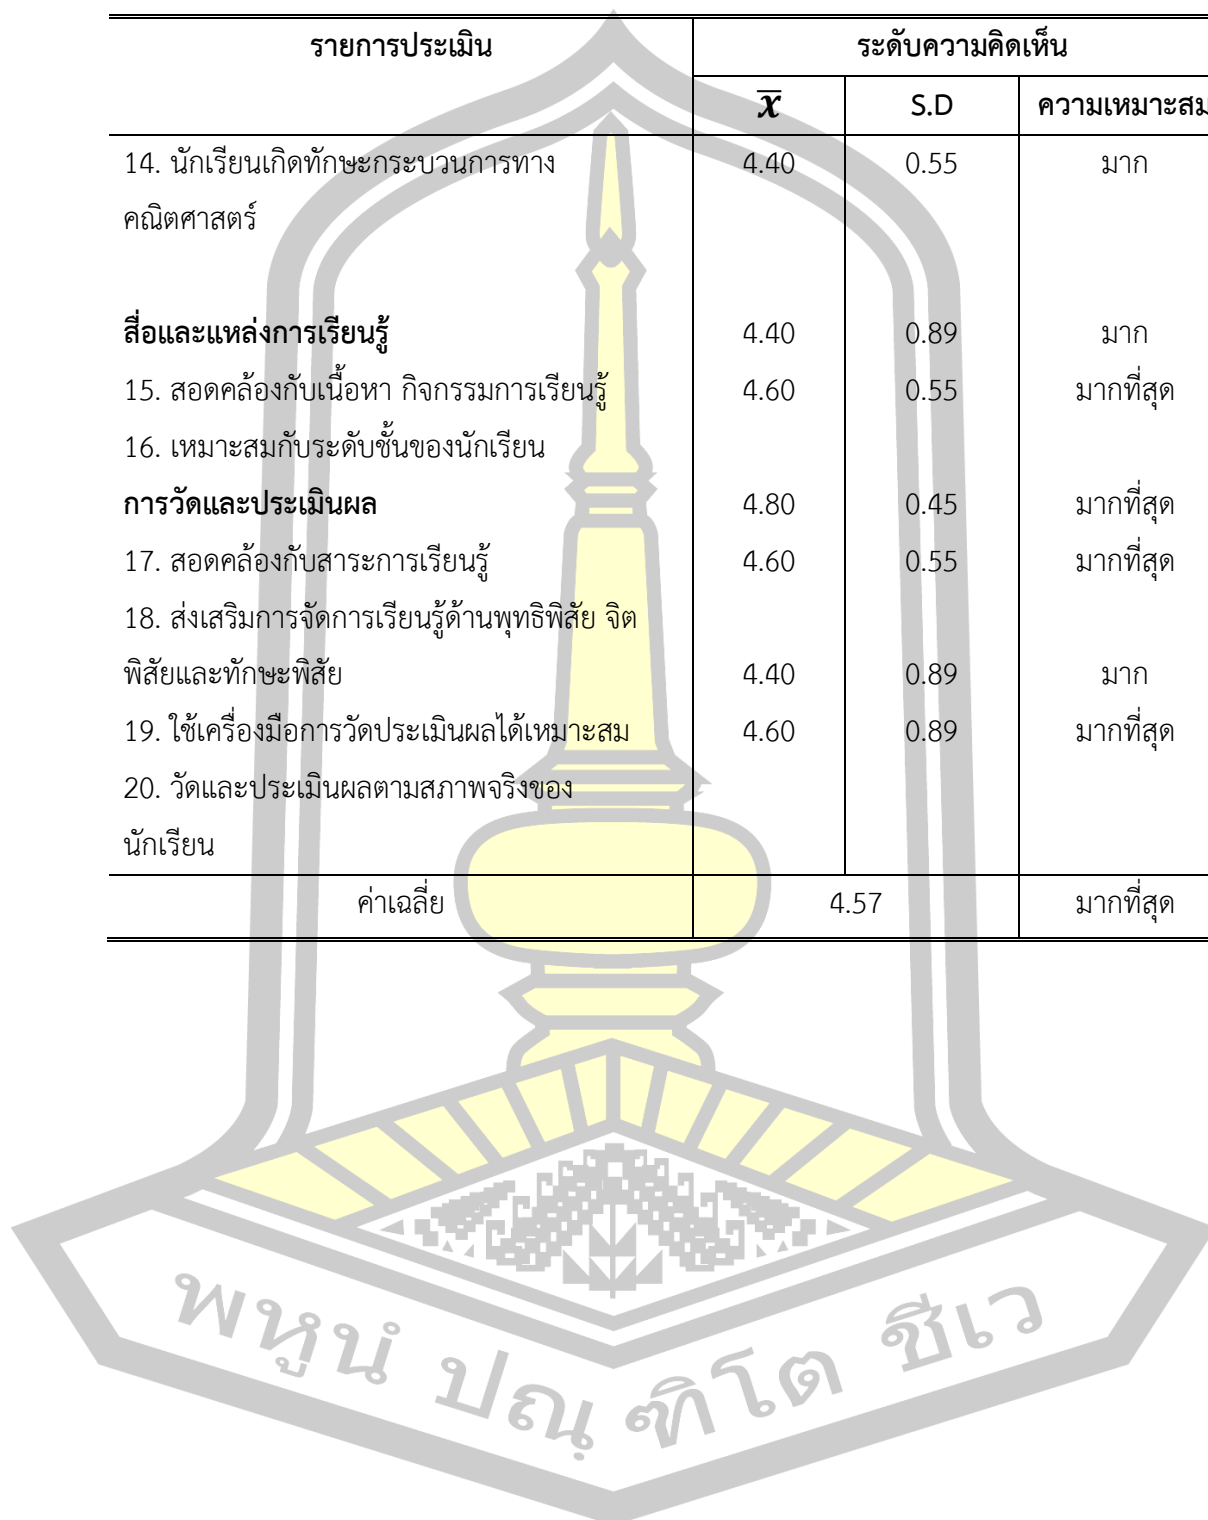 รายการประเมิน ระดับความคิดเห็น
x̄ S.D ความเหมาะสม
14. นักเรียนเกิดทักษะกระบวนการทาง 4.40 0.55 มาก
คณิตศาสตร์
สื่อและแหล่งการเรียนรู้ 4.40 0.89 มาก
15. สอดคล้องกับเนื้อหา กิจกรรมการเรียนรู้ 4.60 0.55 มากที่สุด
16. เหมาะสมกับระดับชั้นของนักเรียน
การวัดและประเมินผล 4.80 0.45 มากที่สุด
17. สอดคล้องกับสาระการเรียนรู้ 4.60 0.55 มากที่สุด
18. ส่งเสริมการจัดการเรียนรู้ด้านพุทธิพิสัย จิต
พิสัยและทักษะพิสัย 4.40 0.89 มาก
19. ใช้เครื่องมือการวัดประเมินผลได้เหมาะสม 4.60 0.89 มากที่สุด
20. วัดและประเมินผลตามสภาพจริงของ
นักเรียน
ค่าเฉลี่ย 4.57 มากที่สุด
พหูนํ ปณฺฑิโต ชีเว